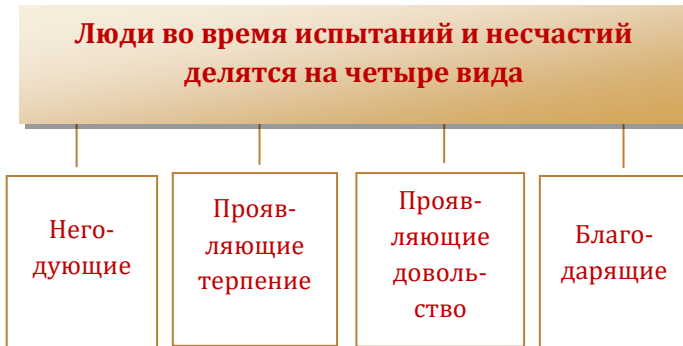 Люди во время испытаний и несчастий
делятся на четыре вида
Него-
дующие
Прояв-
ляющие
терпение
Прояв-
ляющие
доволь-
ство
Благо-
дарящие